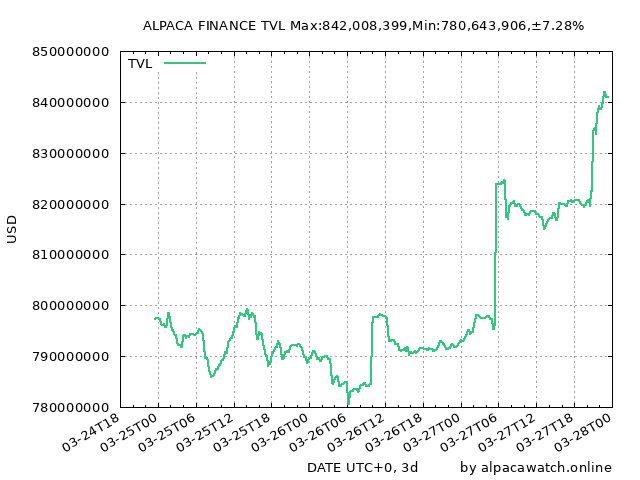 ALPACA FINANCE TVL Max:842,008,399,Min:780,643,906,±7.28%
850000000
TVL
840000000
830000000
820000000
USD
810000000
800000000
790000000
780000000
03-24T18
03-25T00
03-25T06
03-25T12
03-25T18
03-26T00
03-26T06
03-26T12
03-26T18
03-27T00
03-27T06
03-27T12
03-27T18
03-28T00
DATE UTC+0, 3d
by alpacawatch.online